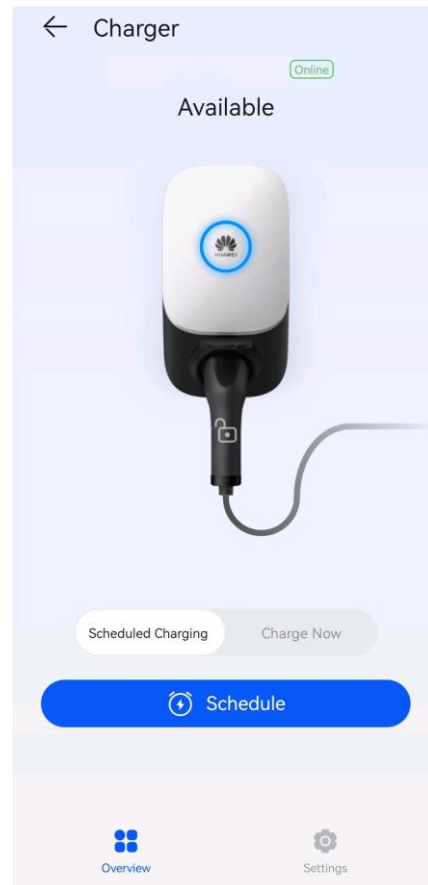 Charger
Online
Available
HUAWEI
Scheduled Charging
Charge Now
Schedule
Overview
Settings